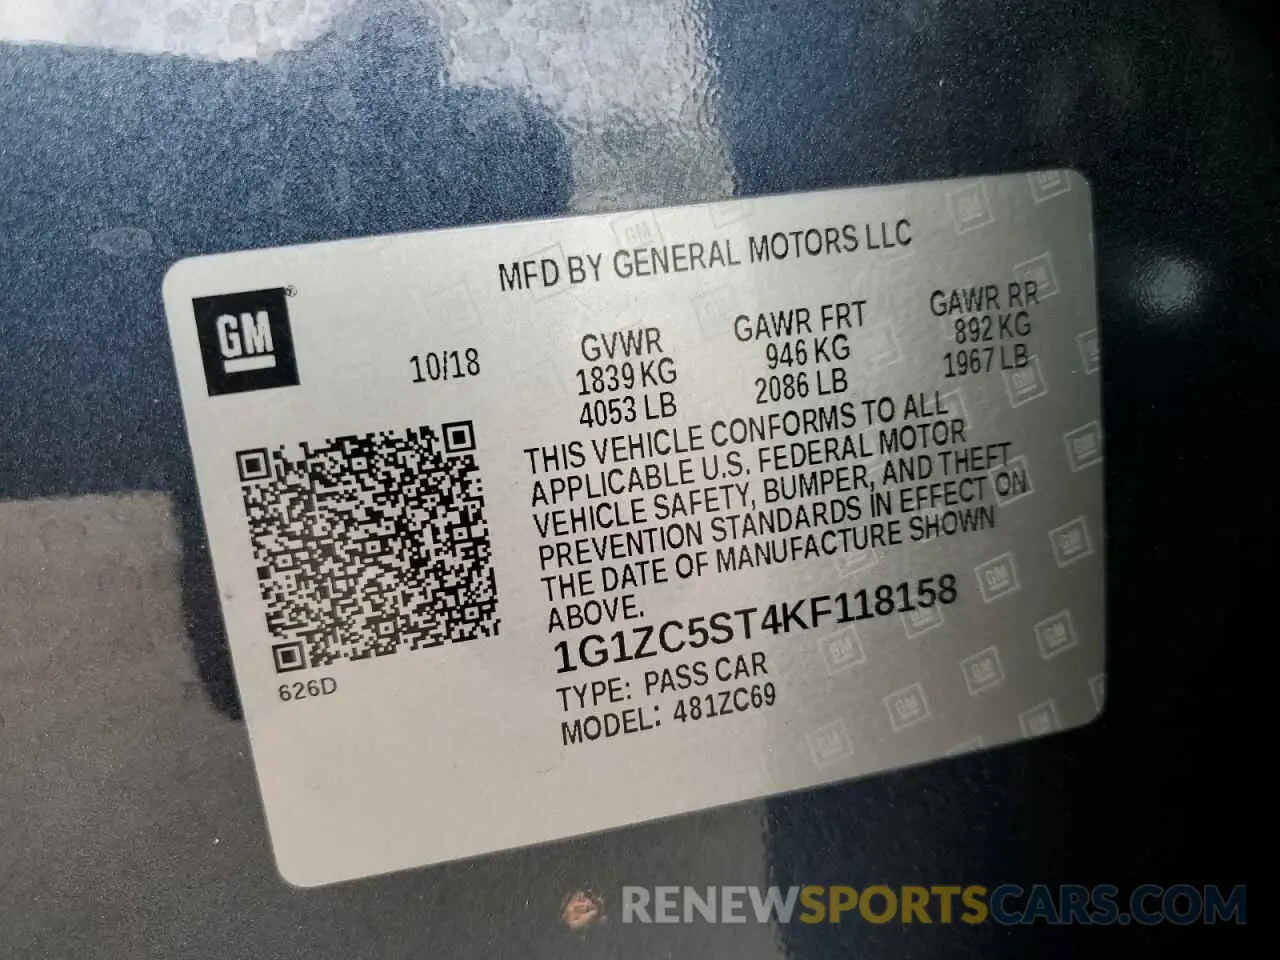 MFD BY GENERAL MOTORS LLC
GM ®
10/18
GVWR GAWR FRT GAWR RR
1839 KG 946 KG 892 KG
4053 LB 2086 LB 1967 LB
THIS VEHICLE CONFORMS TO ALL
APPLICABLE U.S. FEDERAL MOTOR
VEHICLE SAFETY, BUMPER, AND THEFT
PREVENTION STANDARDS IN EFFECT ON
THE DATE OF MANUFACTURE SHOWN
ABOVE.
1G1ZC5ST4KF118158
TYPE: PASS CAR
MODEL: 481ZC69
626D
RENEWSPORTSCARS.COM